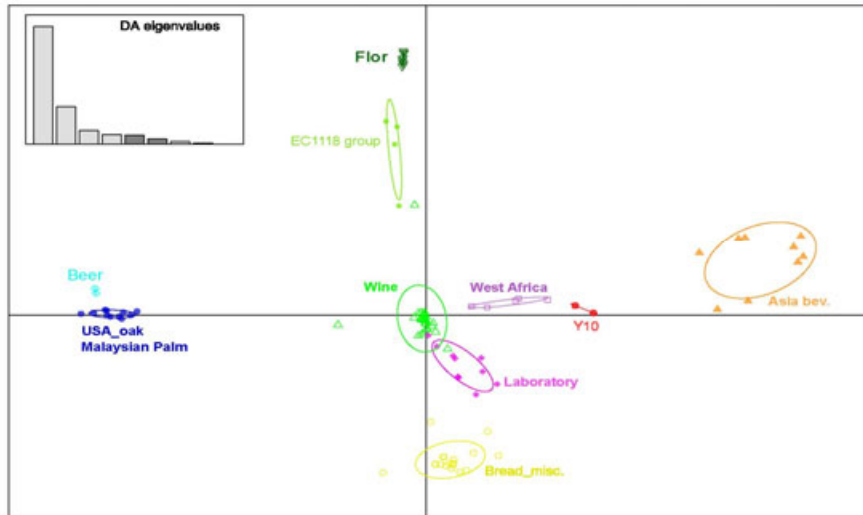 DA eigenvalues
Flor
EC1118 group
Beer
Wine
West Africa
Asia bev.
USA_oak
Malaysian Palm
Y10
Laboratory
Bread_misc.